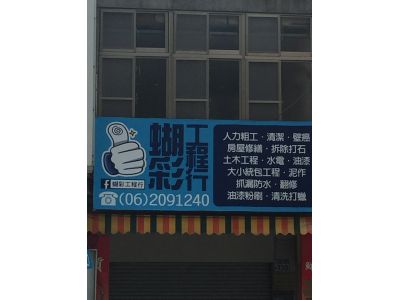 蝴彩工程行
f 蝴彩工程行
☎(06)2091240
人力粗工·清潔·壁癌
房屋修繕·拆除打石
土木工程·水電·油漆
大小統包工程·泥作
抓漏防水·翻修
油漆粉刷·清洗打蠟